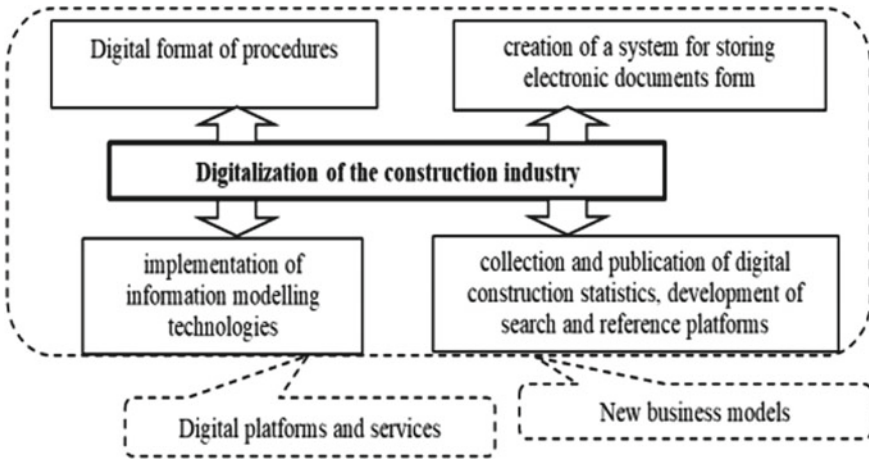 Digital format of procedures
creation of a system for storing
electronic documents form
Digitalization of the construction industry
implementation of
information modelling
technologies
collection and publication of digital
construction statistics, development of
search and reference platforms
Digital platforms and services
New business models